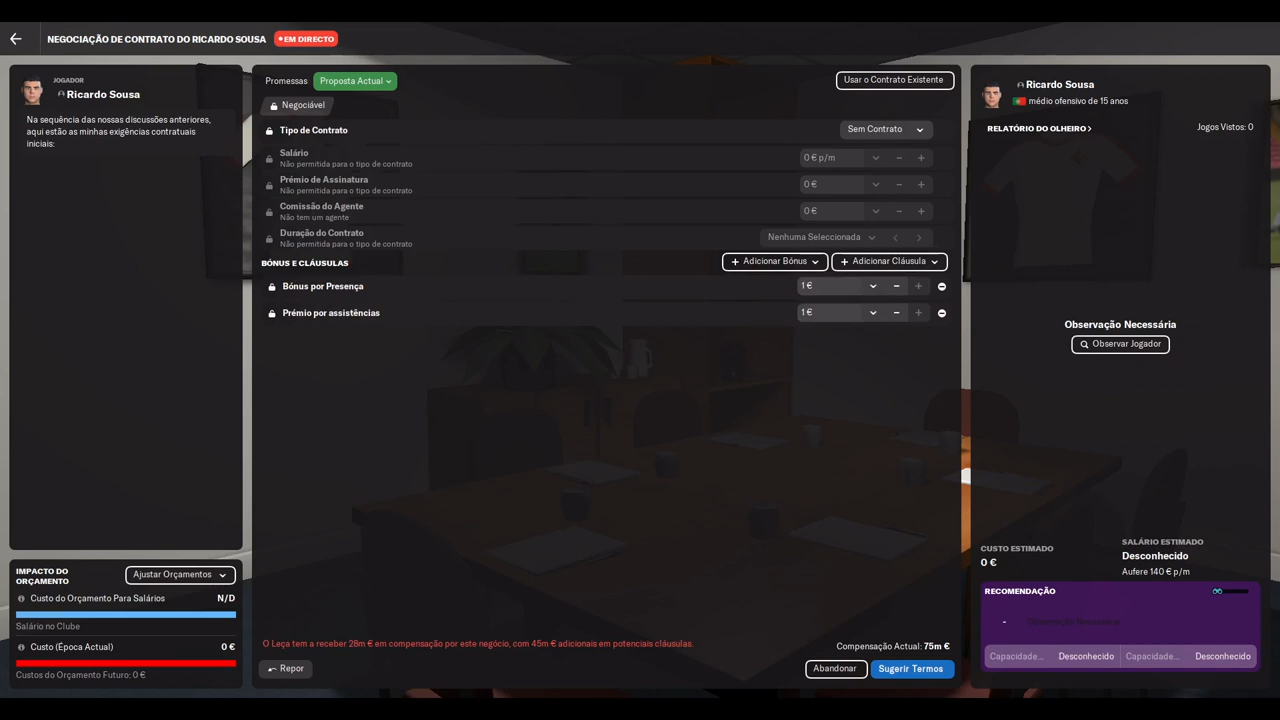 NEGOCIAÇÃO DE CONTRATO DO RICARDO SOUSA
EM DIRECTO
JOGADOR
Ricardo Sousa
Na sequência das nossas discussões anteriores,
aqui estão as minhas exigências contratuais
iniciais:
Promessas
Proposta Actual
Usar o Contrato Existente
Negociável
Tipo de Contrato
Sem Contrato
Salário
Não permitida para o tipo de contrato
0 € p/m
Prémio de Assinatura
Não permitida para o tipo de contrato
0 €
Comissão do Agente
Não tem um agente
0 €
Duração do Contrato
Não permitida para o tipo de contrato
Nenhuma Seleccionada
BÓNUS E CLÁUSULAS
Adicionar Bónus
Adicionar Cláusula
Bónus por Presença
1 €
Prémio por assistências
1 €
O Leça tem a receber 28m € em compensação por este negócio, com 45m € adicionais em potenciais cláusulas.
Compensação Actual: 75m €
Repor
Abandonar
Sugerir Termos
IMPACTO DO
ORÇAMENTO
Ajustar Orçamentos
Custo do Orçamento Para Salários
N/D
Salário no Clube
Custo (Época Actual)
0 €
Custos do Orçamento Futuro: 0 €
Ricardo Sousa
médio ofensivo de 15 anos
RELATÓRIO DO OLHEIRO
Jogos Vistos: 0
Observação Necessária
Observar Jogador
CUSTO ESTIMADO
0 €
SALÁRIO ESTIMADO
Desconhecido
Aufere 140 € p/m
RECOMENDAÇÃO
-
Observação Necessária
Capacidade...
Desconhecido
Capacidade...
Desconhecido